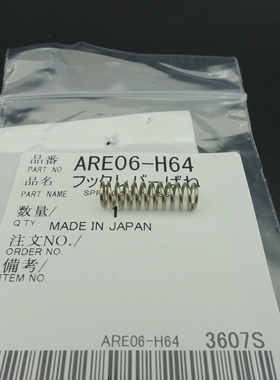 品番 ARE06-H64
PART NO
品名 フックレバーばね
PART NAME SPE
数量/ 1
Q'TY MADE IN JAPAN
注文NO./
ORDER NO.
備考/
ITEM NO.
ARE06-H64 3607S